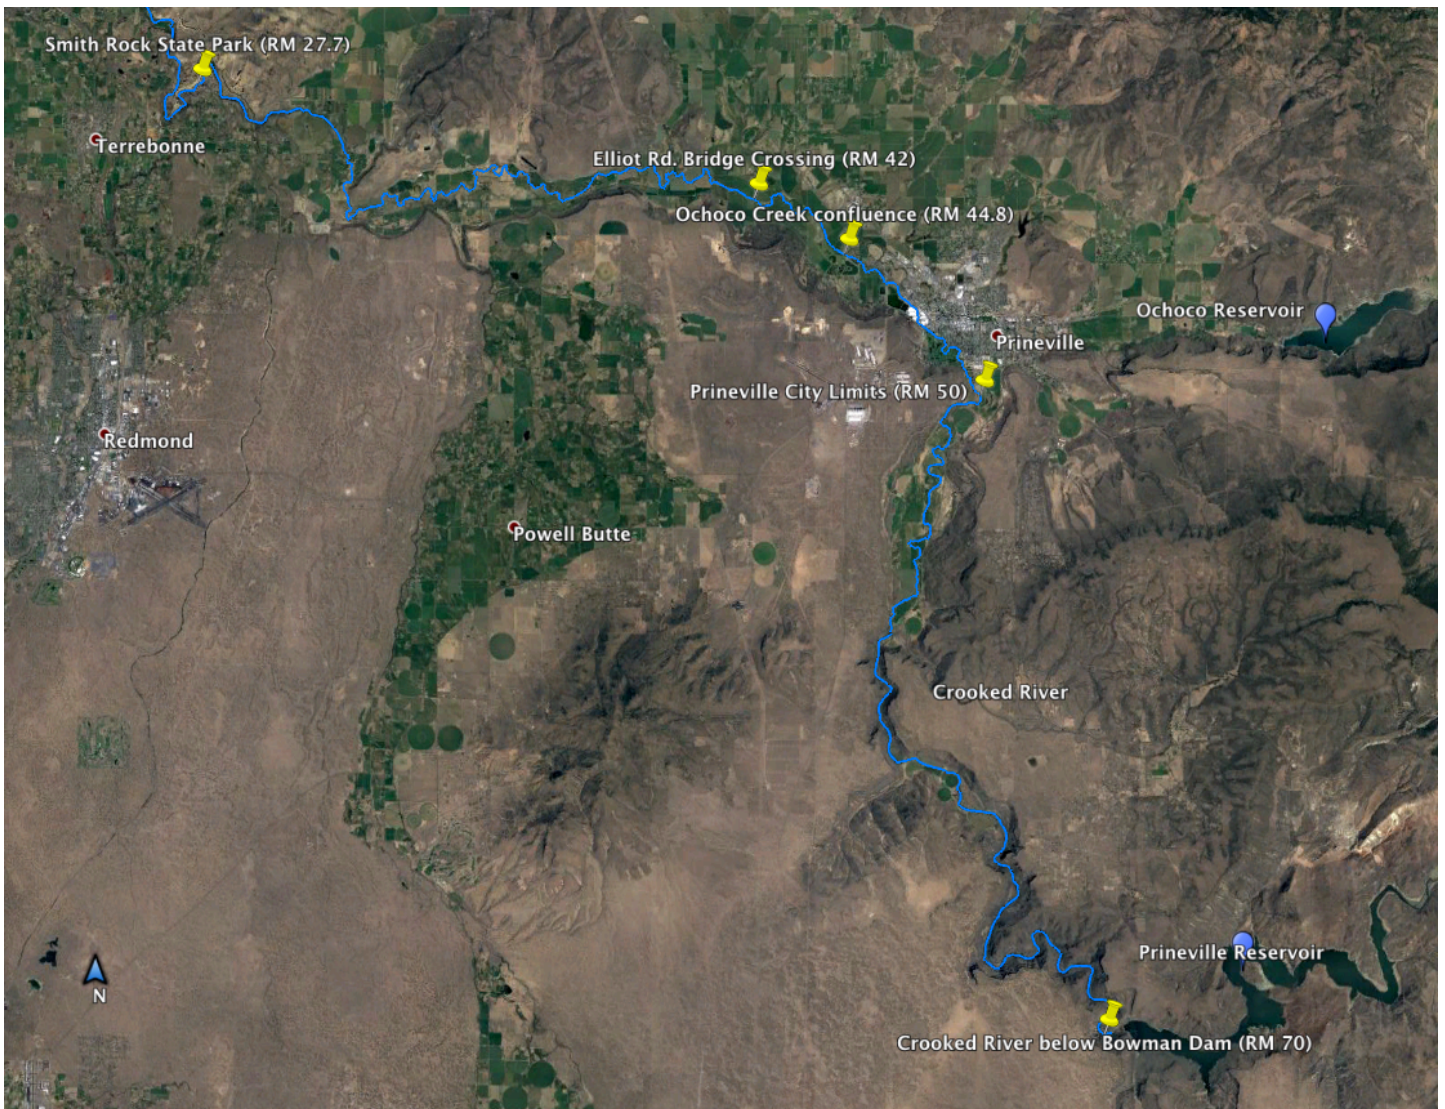 Smith Rock State Park (RM 27.7)
Terrebonne
Elliot Rd. Bridge Crossing (RM 42)
Ochoco Creek confluence (RM 44.8)
Ochoco Reservoir
Prineville
Prineville City Limits (RM 50)
Redmond
Powell Butte
Crooked River
Prineville Reservoir
N
Crooked River below Bowman Dam (RM 70)